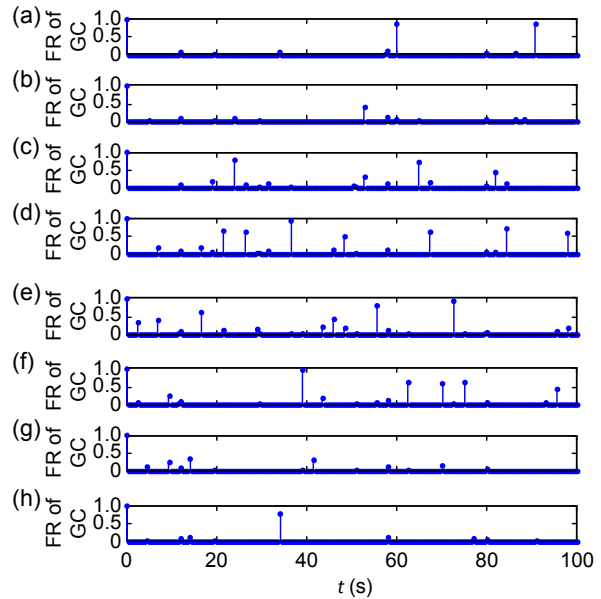 (a) FR of GC 1.0 0.5 0
(b) FR of GC 1.0 0.5 0
(c) FR of GC 1.0 0.5 0
(d) FR of GC 1.0 0.5 0
(e) FR of GC 1.0 0.5 0
(f) FR of GC 1.0 0.5 0
(g) FR of GC 1.0 0.5 0
(h) FR of GC 1.0 0.5 0
0 20 40 60 80 100
t (s)